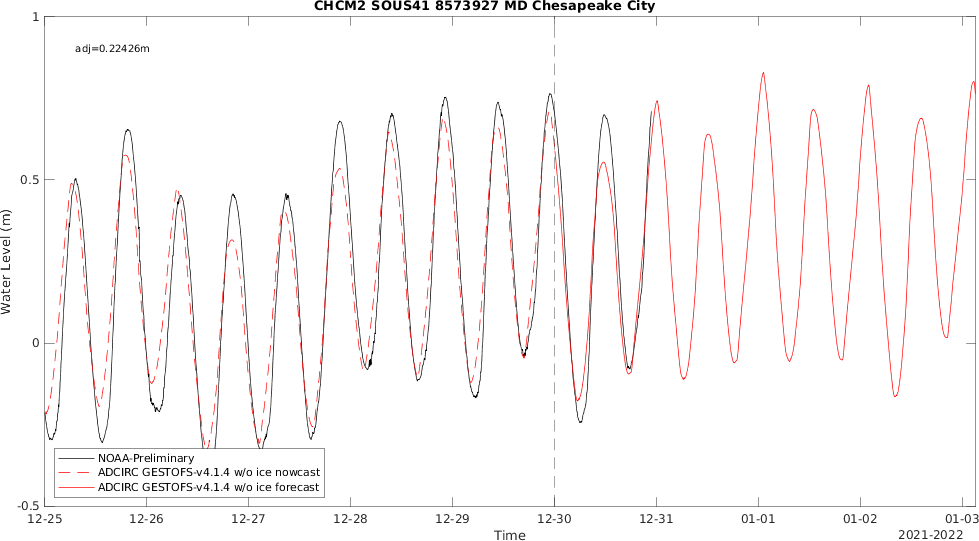 CHCM2 SOUS41 8573927 MD Chesapeake City
adj=0.22426m
1
0.5
0
-0.5
Water Level (m)
NOAA-Preliminary
ADCIRC GESTOFS-v4.1.4 w/o ice nowcast
ADCIRC GESTOFS-v4.1.4 w/o ice forecast
12-25 12-26 12-27 12-28 12-29 12-30 12-31 01-01 01-02 01-03
Time
2021-2022